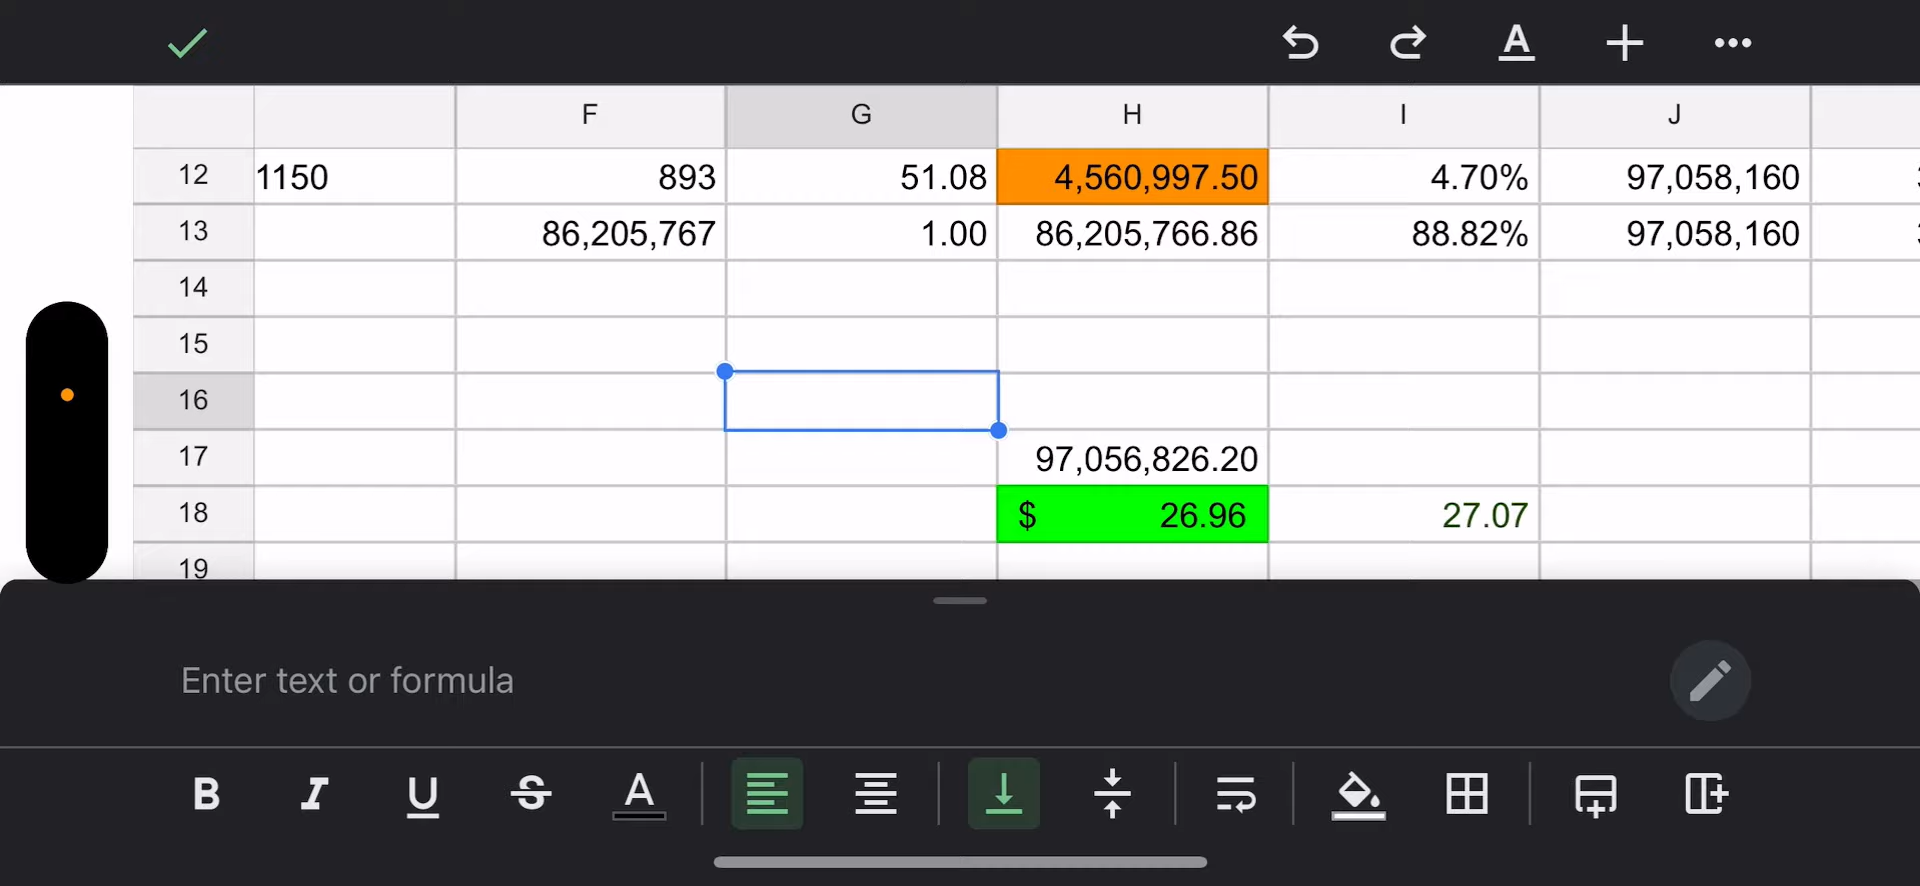 F G H I J
12 1150 893 51.08 4,560,997.50 4.70% 97,058,160
13 86,205,767 1.00 86,205,766.86 88.82% 97,058,160
14
15
16
17 97,056,826.20
18 $ 26.96 27.07
19
Enter text or formula
B I U S A